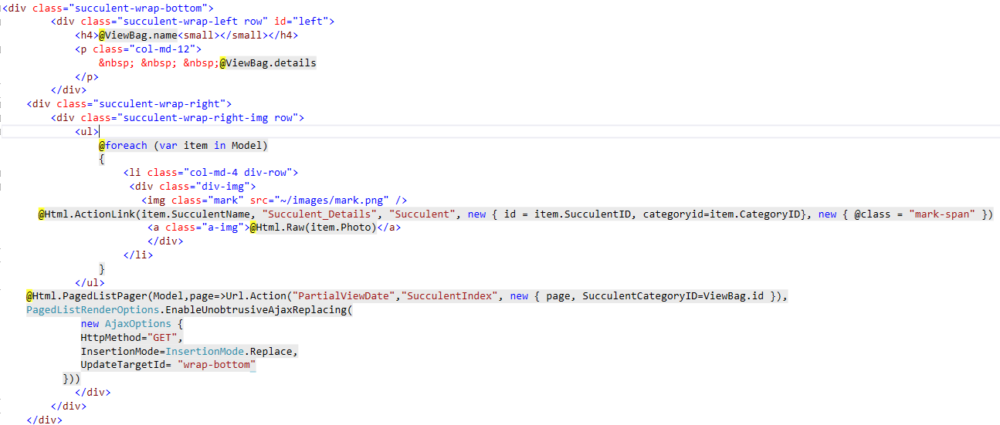 <div class="succulent-wrap-bottom">
<div class="succulent-wrap-left row" id="left">
<h4>@ViewBag.name<small></small></h4>
<p class="col-md-12">
&nbsp; &nbsp; &nbsp;@ViewBag.details
</p>
</div>
<div class="succulent-wrap-right">
<div class="succulent-wrap-right-img row">
<ul>
@foreach (var item in Model)
{
<li class="col-md-4 div-row">
<div class="div-img">
<img class="mark" src="~/images/mark.png" />
@Html.ActionLink(item.SucculentName, "Succulent_Details", "Succulent", new { id = item.SucculentID, categoryid=item.CategoryID}, new { @class = "mark-span" })
<a class="a-img">@Html.Raw(item.Photo)</a>
</div>
</li>
}
</ul>
@Html.PagedListPager(Model,page=>Url.Action("PartialViewDate","SucculentIndex", new { page, SucculentCategoryID=ViewBag.id }),
PagedListRenderOptions.EnableUnobtrusiveAjaxReplacing(
new AjaxOptions {
HttpMethod="GET",
InsertionMode=InsertionMode.Replace,
UpdateTargetId= "wrap-bottom"
}))
</div>
</div>
</div>